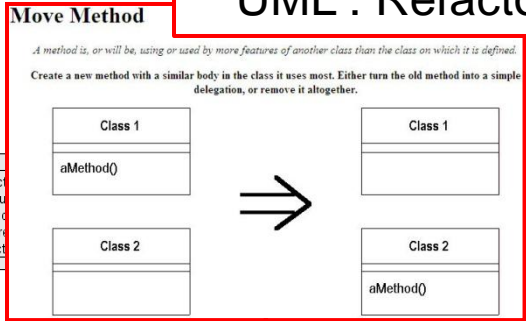 UML : Refacto
Move Method
A method is, or will be, using or used by more features of another class than the class on which it is defined.
Create a new method with a similar body in the class it uses most. Either turn the old method into a simple
delegation, or remove it altogether.
Class 1
Class 1
aMethod()
Class 2
Class 2
aMethod()